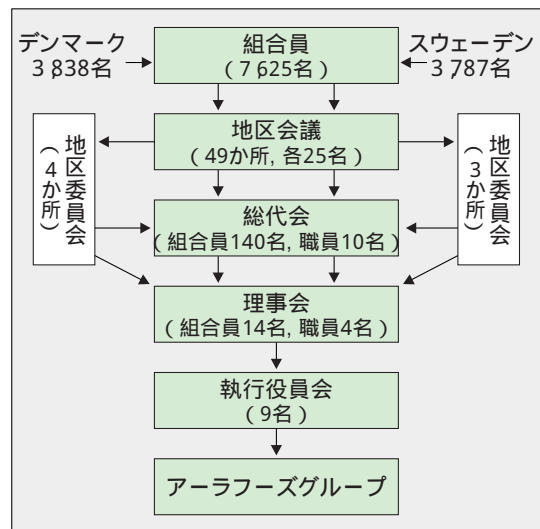 デンマーク
3,838名
組合員
(7,625名)
スウェーデン
3,787名
地区会議
(49か所, 各25名)
地区委員会
(4か所)
地区委員会
(3か所)
総代会
(組合員140名, 職員10名)
理事会
(組合員14名, 職員4名)
執行役員会
(9名)
アーラフーズグループ